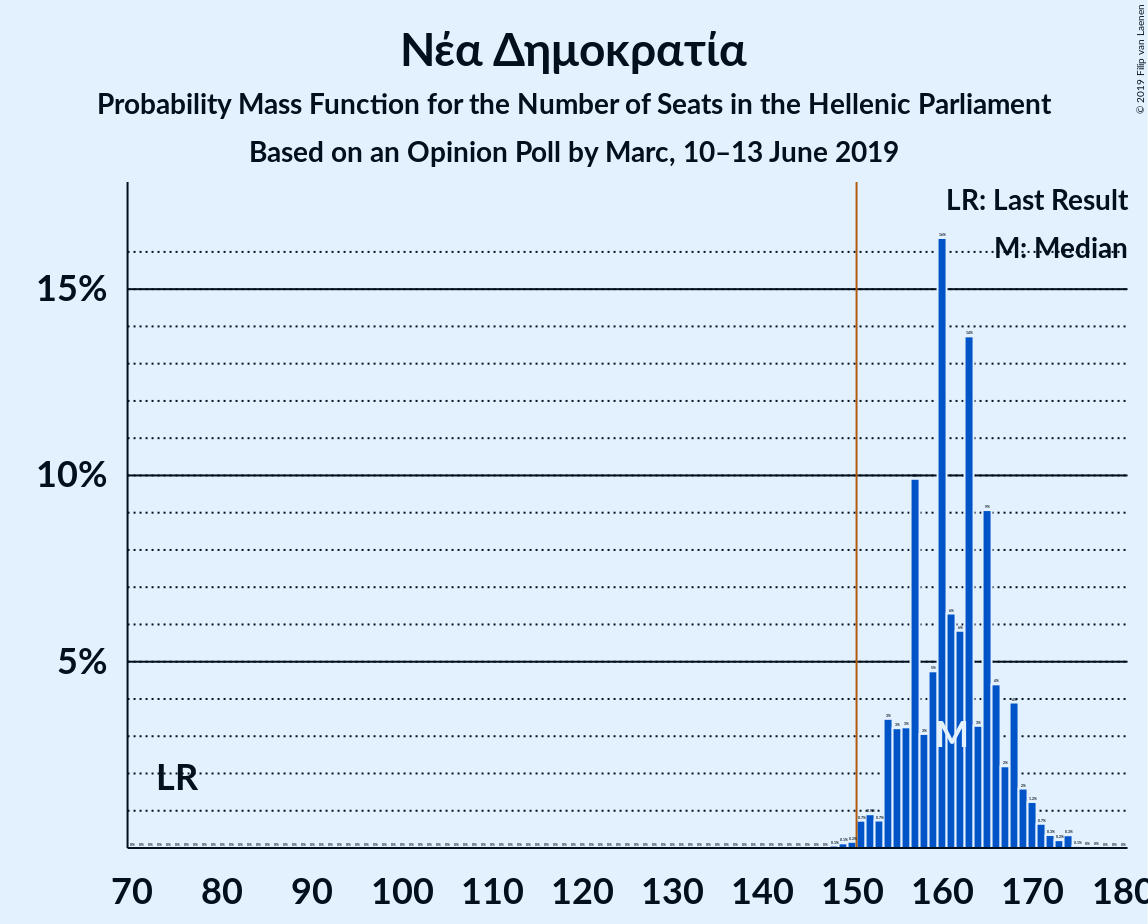 Νέα Δημοκρατία
Probability Mass Function for the Number of Seats in the Hellenic Parliament
Based on an Opinion Poll by Marc, 10–13 June 2019
© 2019 Filip van Laenen
LR: Last Result
M: Median
15%
10%
5%
LR
M
70 80 90 100 110 120 130 140 150 160 170 180